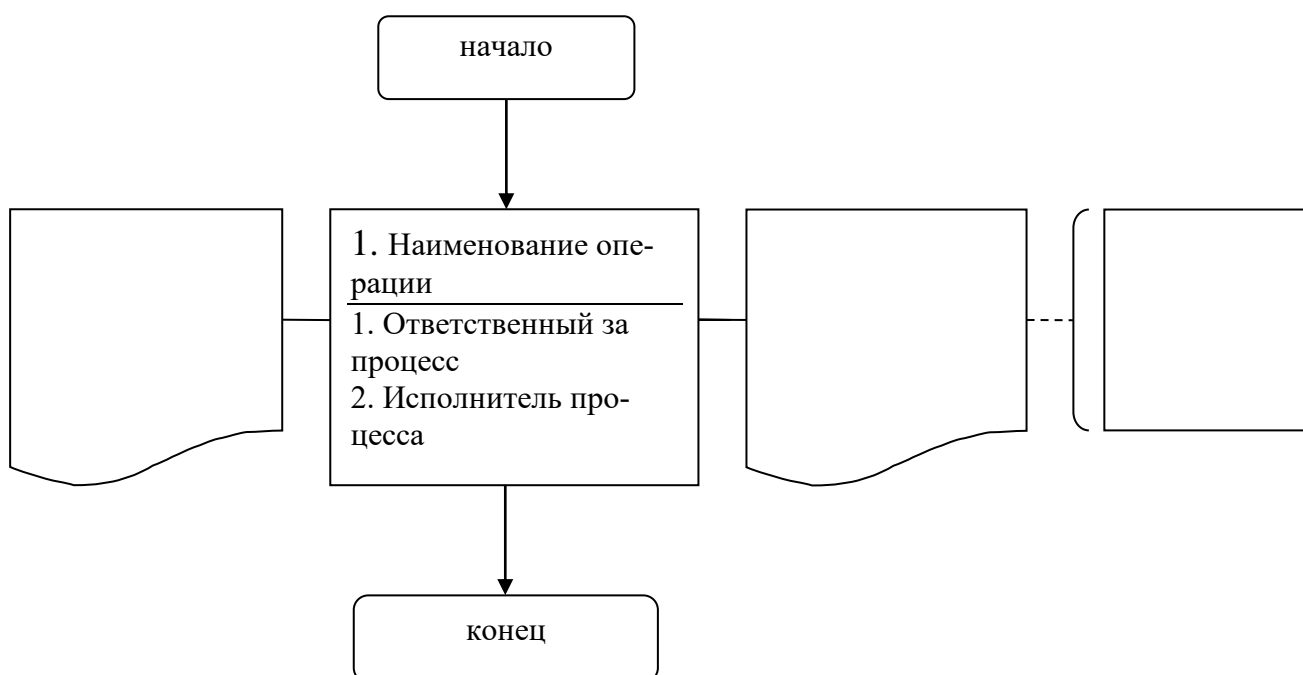 начало
1. Наименование опе-
рации
1. Ответственный за
процесс
2. Исполнитель про-
цесса
конец